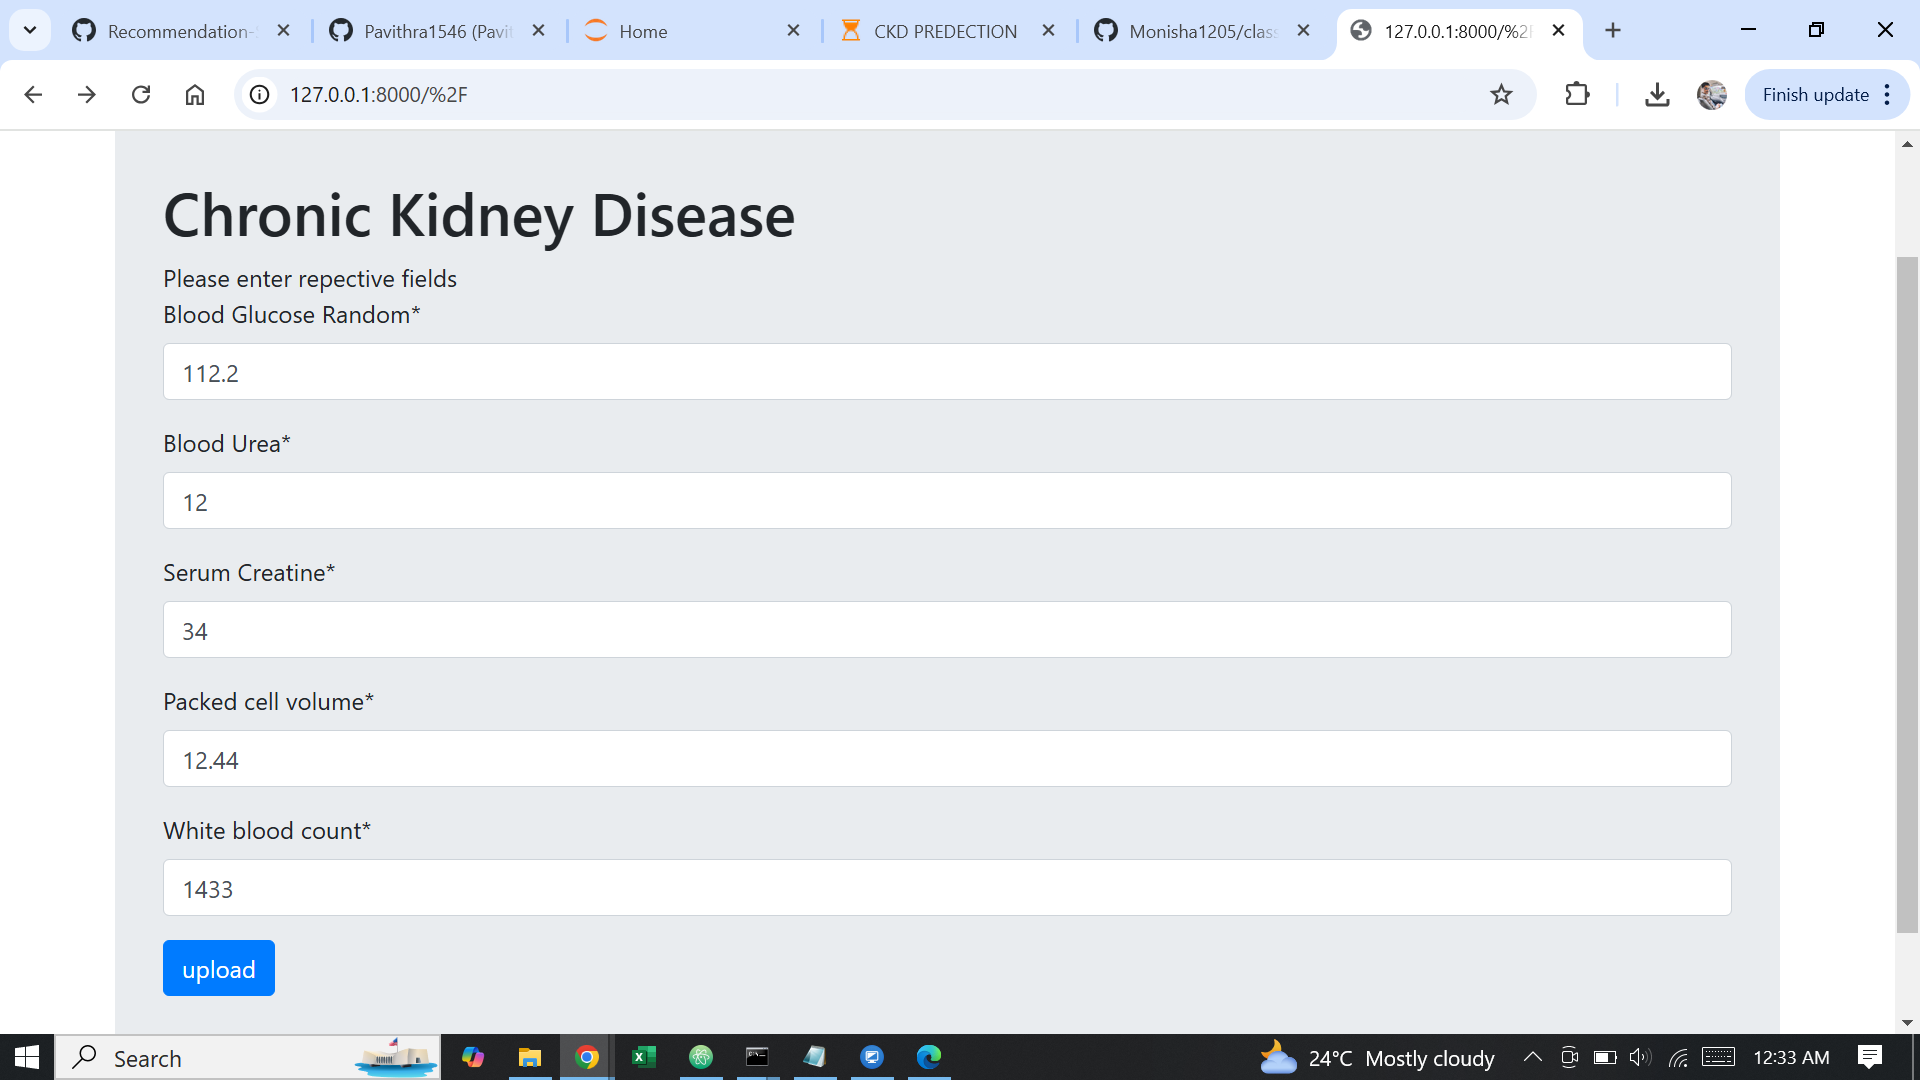 Recommendation-
Pavithra1546 (Pavit
Home
CKD PREDECTION
Monisha1205/clas
127.0.0.1:8000/%2F
127.0.0.1:8000/%2F
Finish update
Chronic Kidney Disease
Please enter repective fields
Blood Glucose Random*
112.2
Blood Urea*
12
Serum Creatine*
34
Packed cell volume*
12.44
White blood count*
1433
upload
Search
24°C Mostly cloudy
12:33 AM